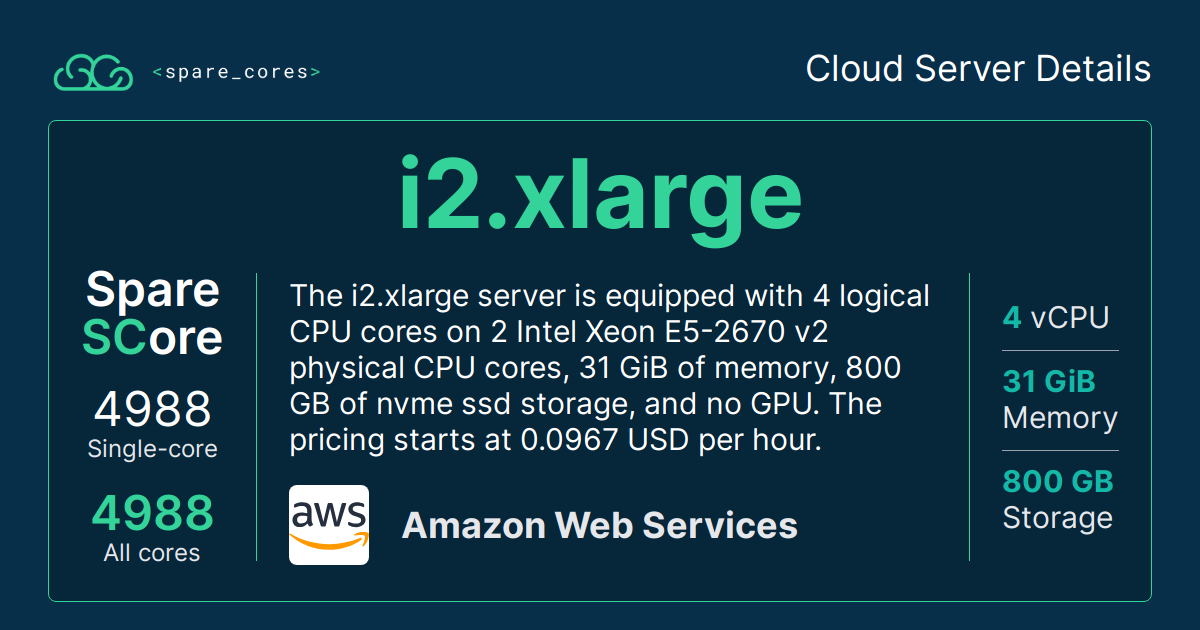 <spare_cores>
Cloud Server Details
i2.xlarge
Spare
SCore
4988
Single-core
4988
All cores
The i2.xlarge server is equipped with 4 logical
CPU cores on 2 Intel Xeon E5-2670 v2
physical CPU cores, 31 GiB of memory, 800
GB of nvme ssd storage, and no GPU. The
pricing starts at 0.0967 USD per hour.
aws
Amazon Web Services
4 vCPU
31 GiB
Memory
800 GB
Storage